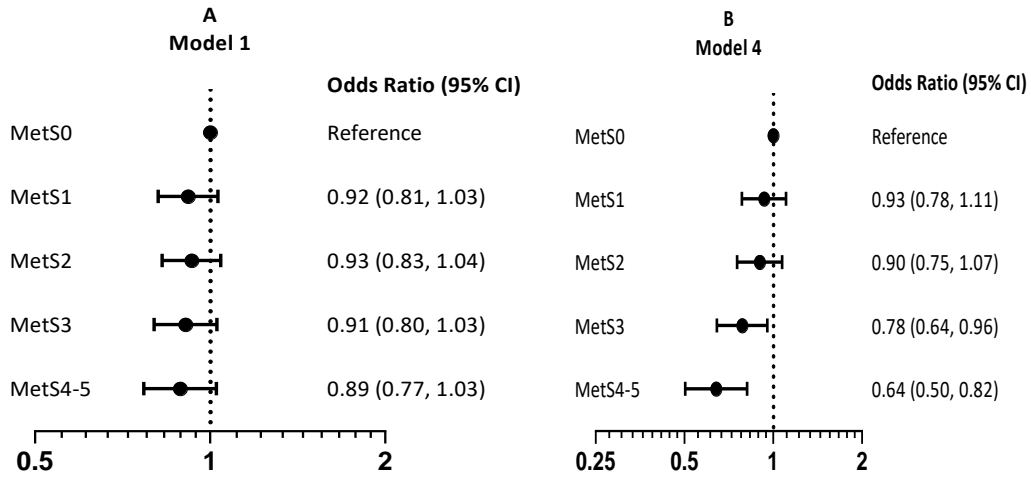 A
Model 1
Odds Ratio (95% CI)
MetS0 Reference
MetS1 0.92 (0.81, 1.03)
MetS2 0.93 (0.83, 1.04)
MetS3 0.91 (0.80, 1.03)
MetS4-5 0.89 (0.77, 1.03)
0.5 1 2
B
Model 4
Odds Ratio (95% CI)
MetS0 Reference
MetS1 0.93 (0.78, 1.11)
MetS2 0.90 (0.75, 1.07)
MetS3 0.78 (0.64, 0.96)
MetS4-5 0.64 (0.50, 0.82)
0.25 0.5 1 2